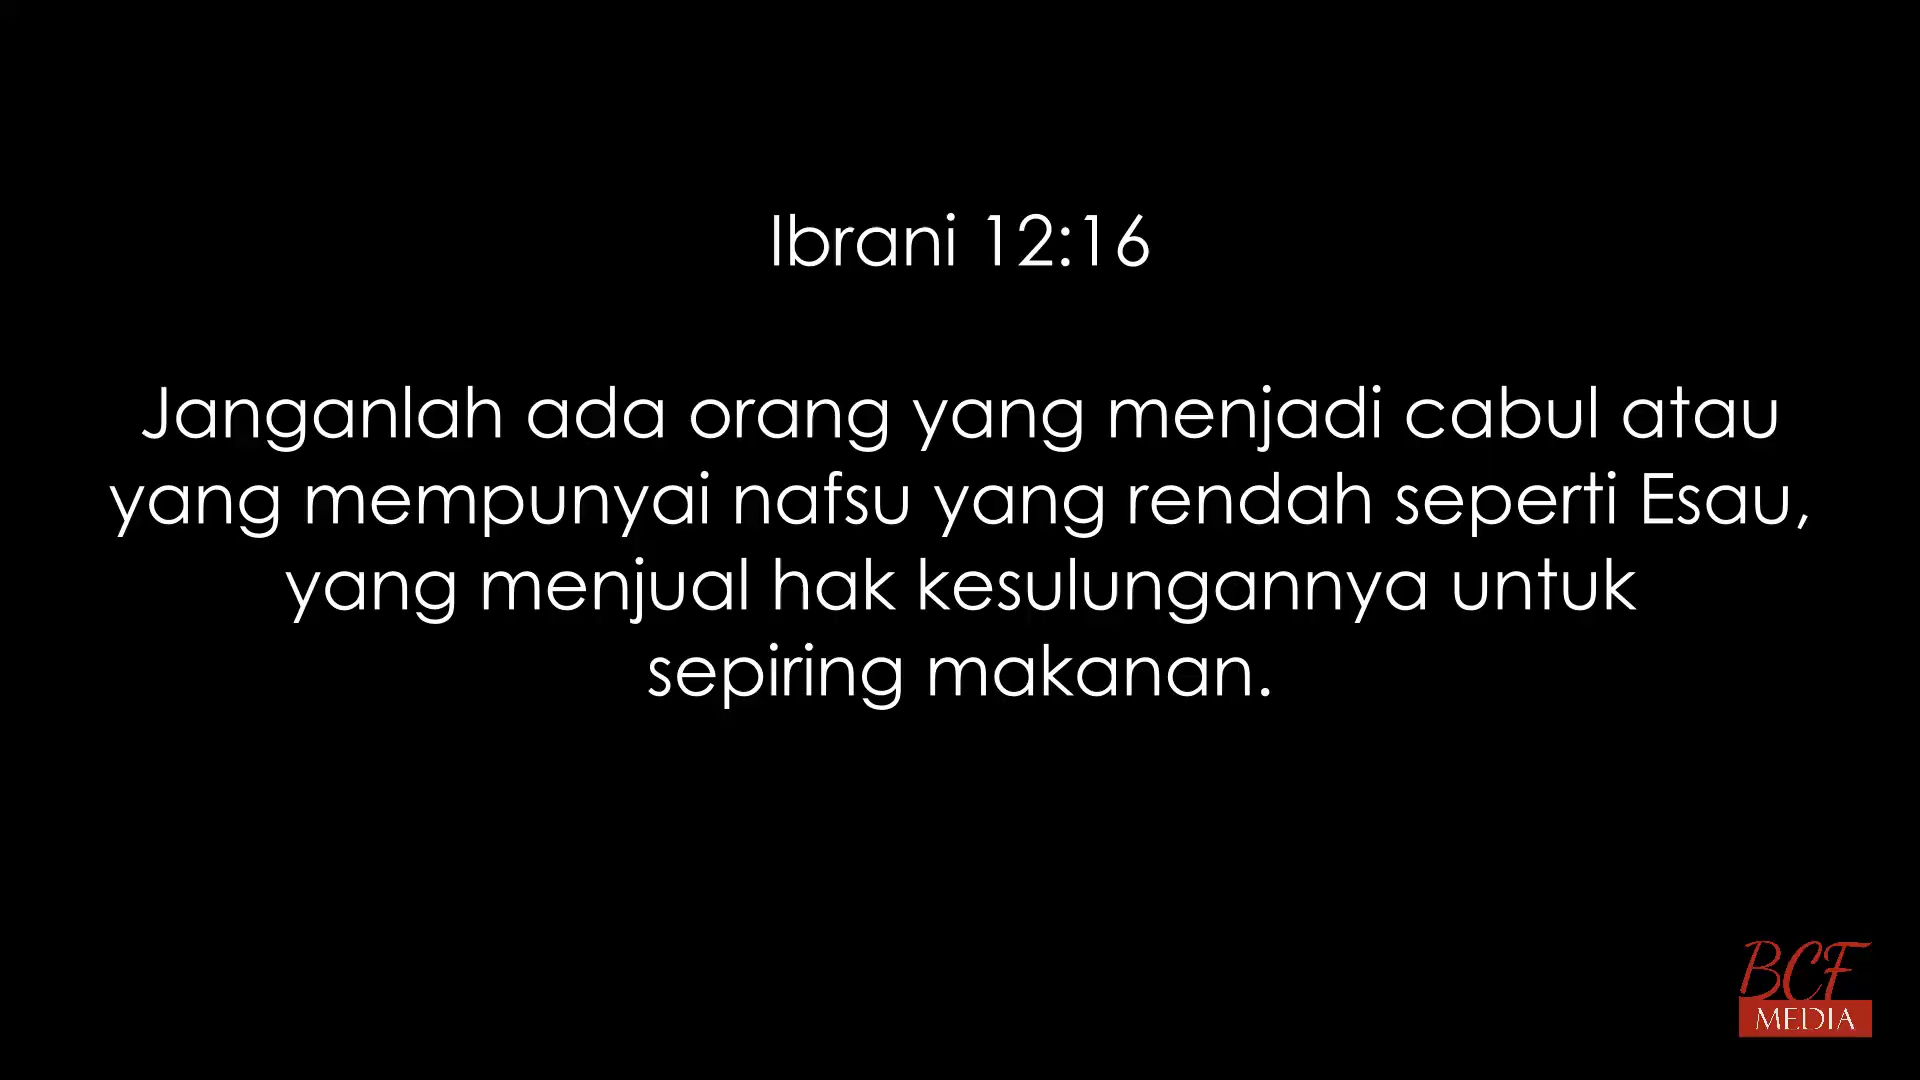 Ibrani 12:16
Janganlah ada orang yang menjadi cabul atau
yang mempunyai nafsu yang rendah seperti Esau,
yang menjual hak kesulungannya untuk
sepiring makanan.
BCF
MEDIA